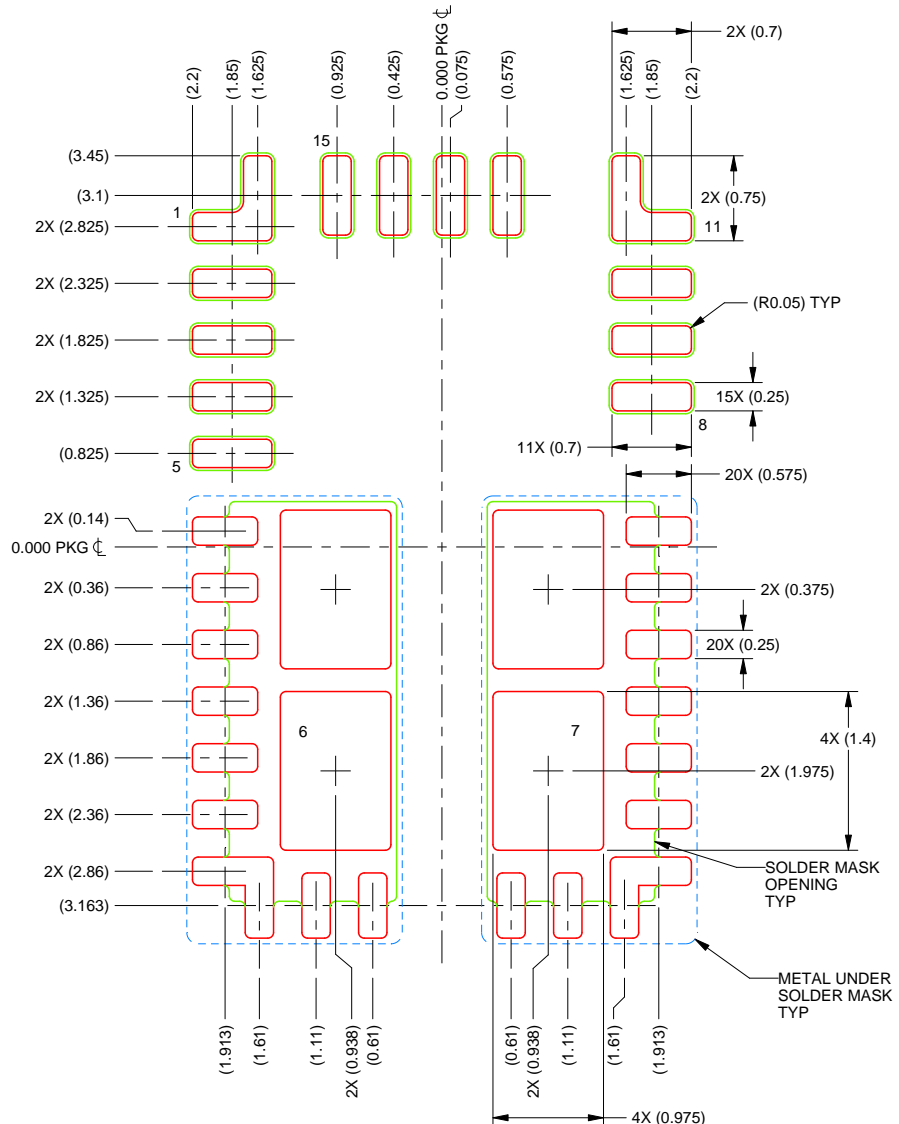 2X (0.7)
(2.2)
(1.85)
(1.625)
(0.925)
(0.425)
0.000 PKG ℄
(0.075)
(0.575)
(1.625)
(1.85)
(2.2)
15
(3.45)
(3.1)
2X (0.75)
1
11
2X (2.825)
2X (2.325)
(R0.05) TYP
2X (1.825)
2X (1.325)
15X (0.25)
8
11X (0.7)
(0.825)
5
20X (0.575)
2X (0.14)
0.000 PKG ℄
2X (0.36)
2X (0.375)
2X (0.86)
20X (0.25)
2X (1.36)
6
7
4X (1.4)
2X (1.86)
2X (1.975)
2X (2.36)
2X (2.86)
SOLDER MASK
OPENING
TYP
(3.163)
METAL UNDER
SOLDER MASK
TYP
(1.913)
(1.61)
(1.11)
2X (0.938)
(0.61)
(0.61)
2X (0.938)
(1.11)
(1.61)
(1.913)
4X (0.975)